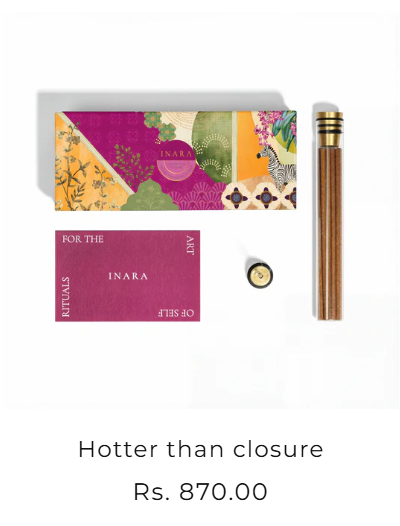 INARA
FOR THE
ART
INARA
RITUALS
OF SELF
Hotter than closure
Rs. 870.00